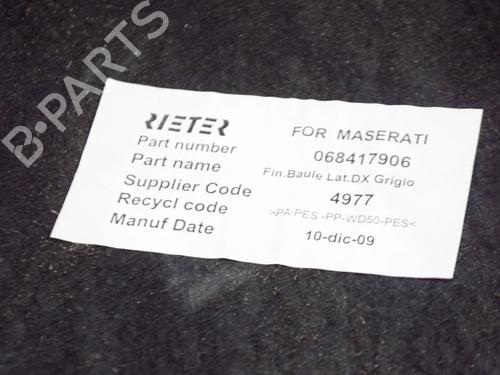 B-PARTS
RIETER FOR MASERATI
Part number 068417906
Part name Fin.Baule Lat.DX Grigio
Supplier Code 4977
Recycl code >PA/PES -PP-WD50-PES<
Manuf Date 10-dic-09